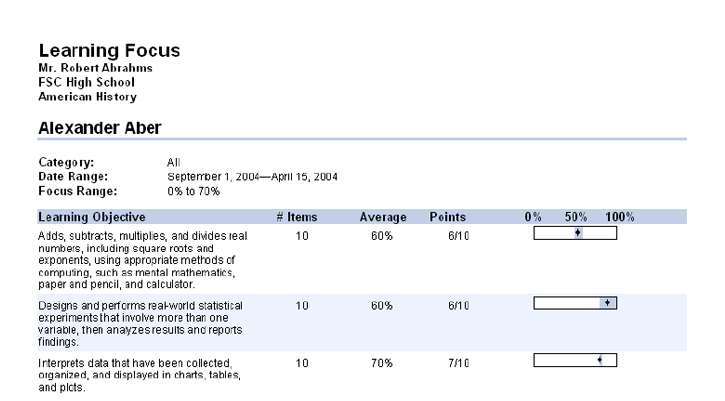 Learning Focus
Mr. Robert Abrahms
FSC High School
American History
Alexander Aber
Category: All
Date Range: September 1, 2004—April 15, 2004
Focus Range: 0% to 70%
Learning Objective # Items Average Points 0% 50% 100%
Adds, subtracts, multiplies, and divides real 10 60% 6/10
numbers, including square roots and
exponents, using appropriate methods of
computing, such as mental mathematics,
paper and pencil, and calculator.
Designs and performs real-world statistical 10 60% 6/10
experiments that involve more than one
variable, then analyzes results and reports
findings.
Interprets data that have been collected, 10 70% 7/10
organized, and displayed in charts, tables,
and plots.